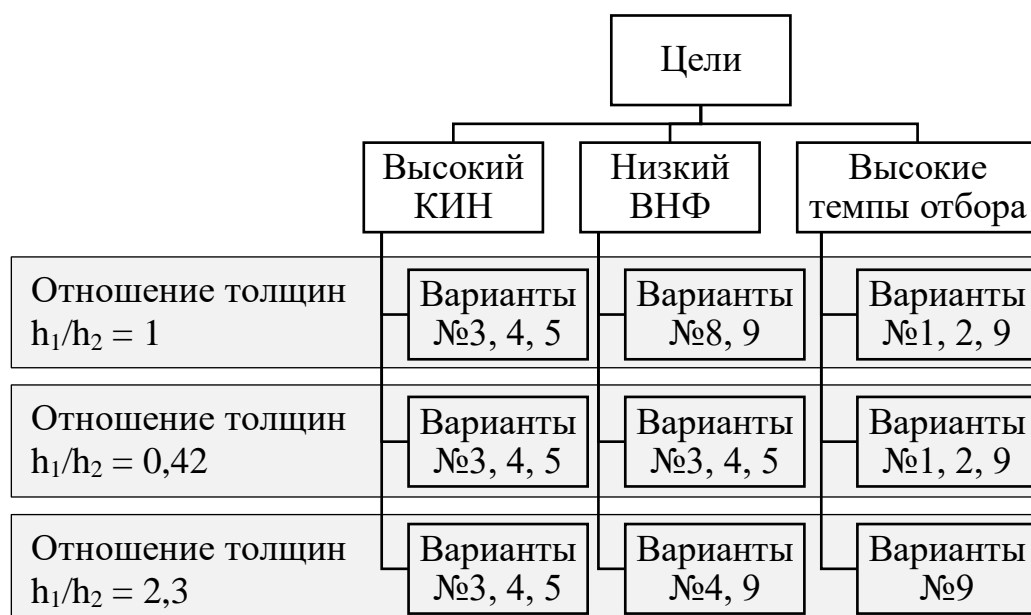 Цели
Высокий
КИН
Низкий
ВНФ
Высокие
темпы отбора
Отношение толщин
h₁/h₂ = 1
Варианты
№3, 4, 5
Варианты
№8, 9
Варианты
№1, 2, 9
Отношение толщин
h₁/h₂ = 0,42
Варианты
№3, 4, 5
Варианты
№3, 4, 5
Варианты
№1, 2, 9
Отношение толщин
h₁/h₂ = 2,3
Варианты
№3, 4, 5
Варианты
№4, 9
Варианты
№9